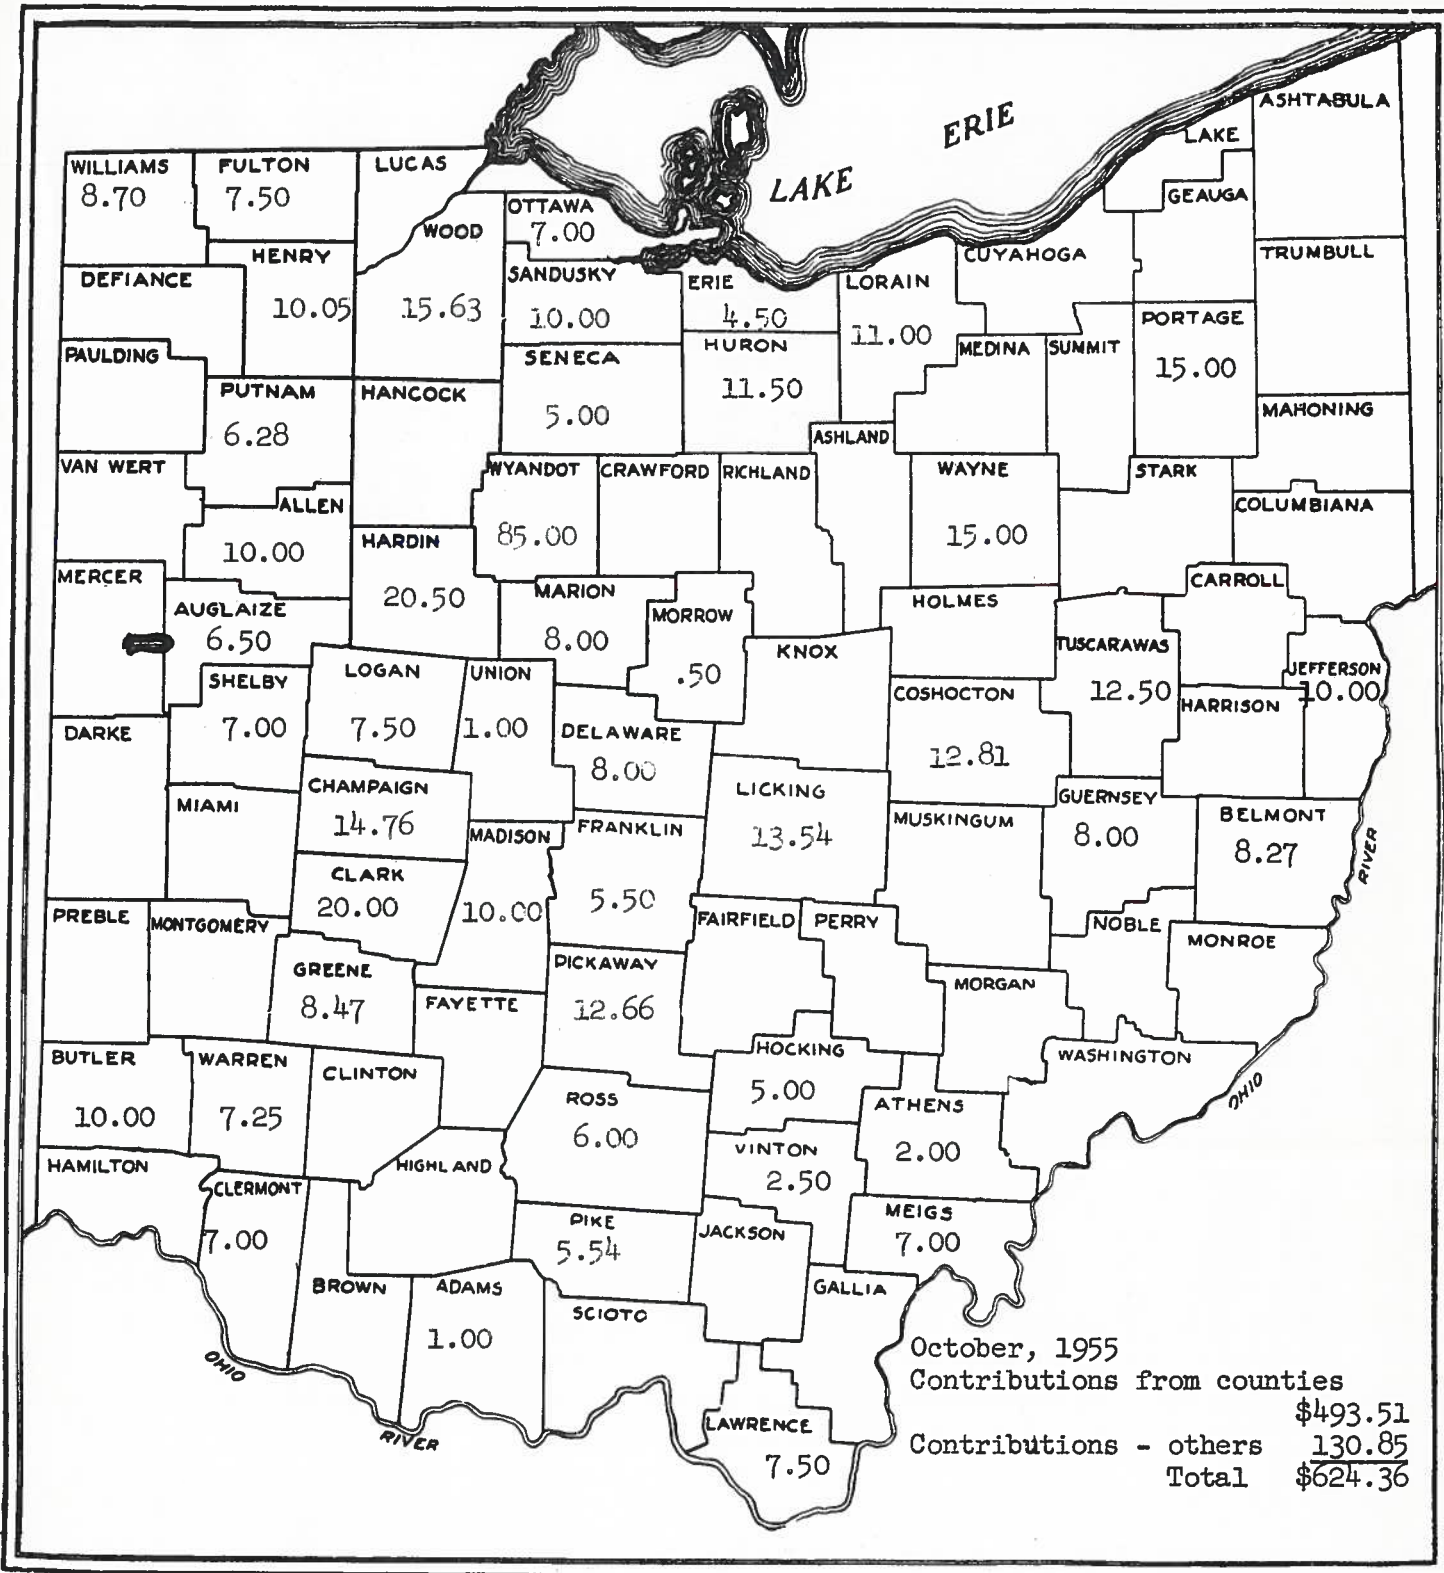 ERIE
LAKE
ASHTABULA
LAKE
GEAUGA
WILLIAMS
8.70
FULTON
7.50
LUCAS
OTTAWA
7.00
WOOD
15.63
HENRY
10.05
DEFIANCE
SANDUSKY
10.00
ERIE
4.50
LORAIN
11.00
CUYAHOGA
TRUMBULL
PAULDING
SENECA
5.00
HURON
11.50
MEDINA
SUMMIT
PORTAGE
15.00
PUTNAM
6.28
HANCOCK
ASHLAND
MAHONING
VAN WERT
WYANDOT
85.00
CRAWFORD
RICHLAND
WAYNE
15.00
STARK
COLUMBIANA
ALLEN
10.00
HARDIN
20.50
MERCER
AUGLAIZE
6.50
MARION
8.00
MORROW
.50
KNOX
HOLMES
CARROLL
TUSCARAWAS
12.50
JEFFERSON
10.00
SHELBY
7.00
LOGAN
7.50
UNION
1.00
DELAWARE
8.00
COSHOCTON
12.81
HARRISON
DARKE
MIAMI
CHAMPAIGN
14.76
LICKING
13.54
MUSKINGUM
GUERNSEY
8.00
BELMONT
8.27
RIVER
MADISON
10.00
FRANKLIN
5.50
CLARK
20.00
PREBLE
MONTGOMERY
FAIRFIELD
PERRY
NOBLE
MONROE
GREENE
8.47
FAYETTE
PICKAWAY
12.66
MORGAN
BUTLER
10.00
WARREN
7.25
CLINTON
HOCKING
5.00
WASHINGTON
OHIO
ROSS
6.00
ATHENS
2.00
HAMILTON
CLERMONT
7.00
HIGHLAND
VINTON
2.50
PIKE
5.54
JACKSON
MEIGS
7.00
BROWN
ADAMS
1.00
SCIOTO
GALLIA
OHIO
RIVER
LAWRENCE
7.50
October, 1955
Contributions from counties
$493.51
Contributions - others 130.85
Total $624.36